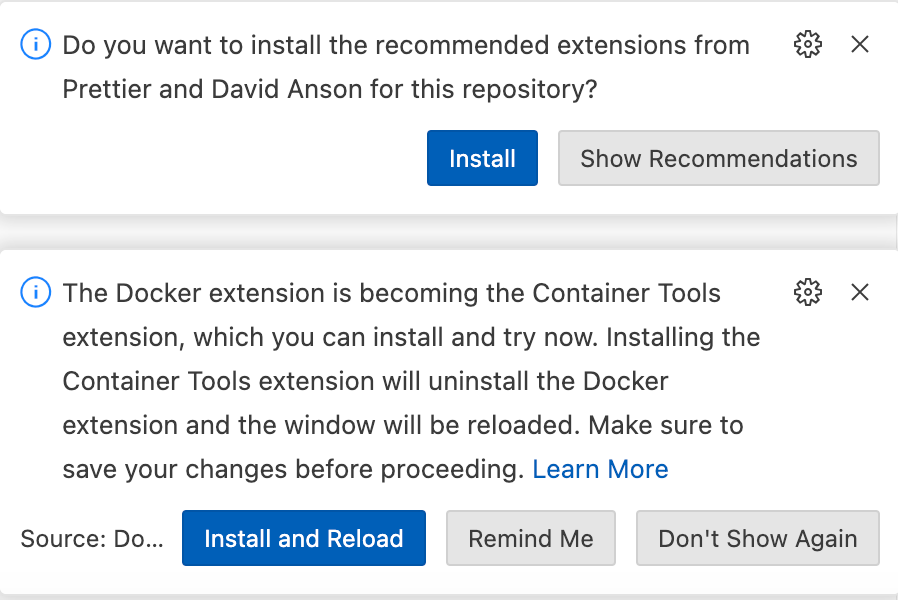 Do you want to install the recommended extensions from
Prettier and David Anson for this repository?
Install
Show Recommendations
The Docker extension is becoming the Container Tools
extension, which you can install and try now. Installing the
Container Tools extension will uninstall the Docker
extension and the window will be reloaded. Make sure to
save your changes before proceeding. Learn More
Source: Do...
Install and Reload
Remind Me
Don't Show Again